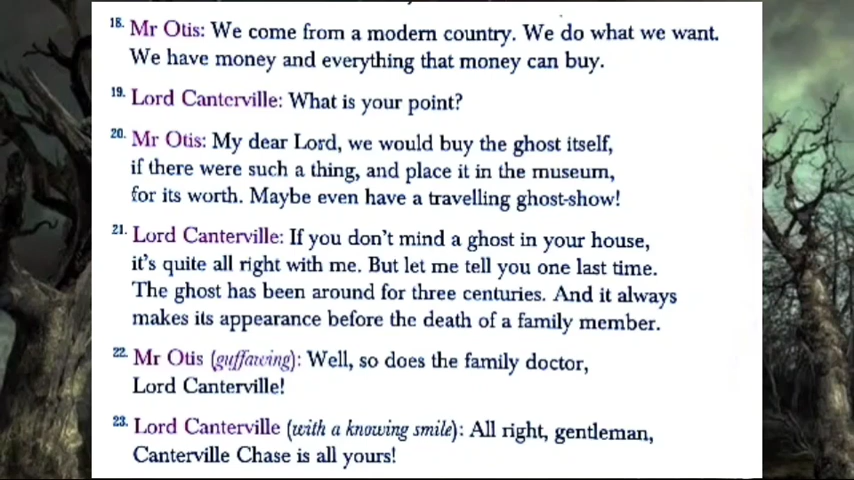 18. Mr Otis: We come from a modern country. We do what we want.
We have money and everything that money can buy.
19. Lord Canterville: What is your point?
20. Mr Otis: My dear Lord, we would buy the ghost itself,
if there were such a thing, and place it in the museum,
for its worth. Maybe even have a travelling ghost-show!
21. Lord Canterville: If you don't mind a ghost in your house,
it's quite all right with me. But let me tell you one last time.
The ghost has been around for three centuries. And it always
makes its appearance before the death of a family member.
22. Mr Otis (guffawing): Well, so does the family doctor,
Lord Canterville!
23. Lord Canterville (with a knowing smile): All right, gentleman,
Canterville Chase is all yours!